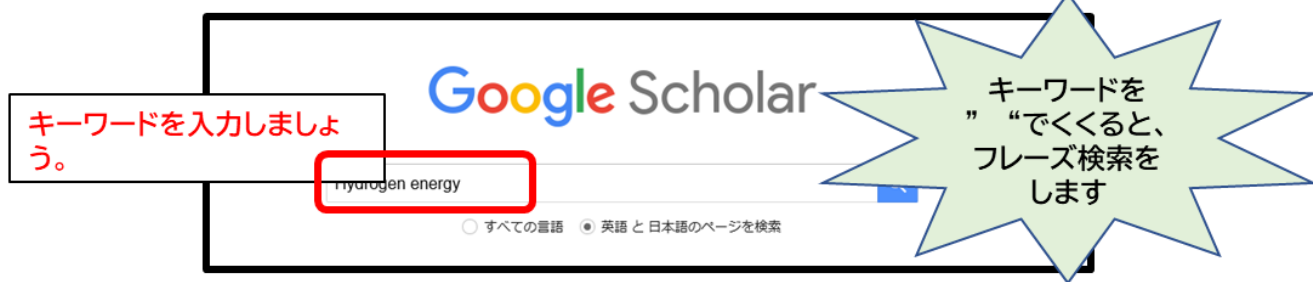 Google Scholar
キーワードを入力しましょ
う。
Hydrogen energy
すべての言語 英語 と 日本語のページを検索
キーワードを
” “でくくると、
フレーズ検索を
します